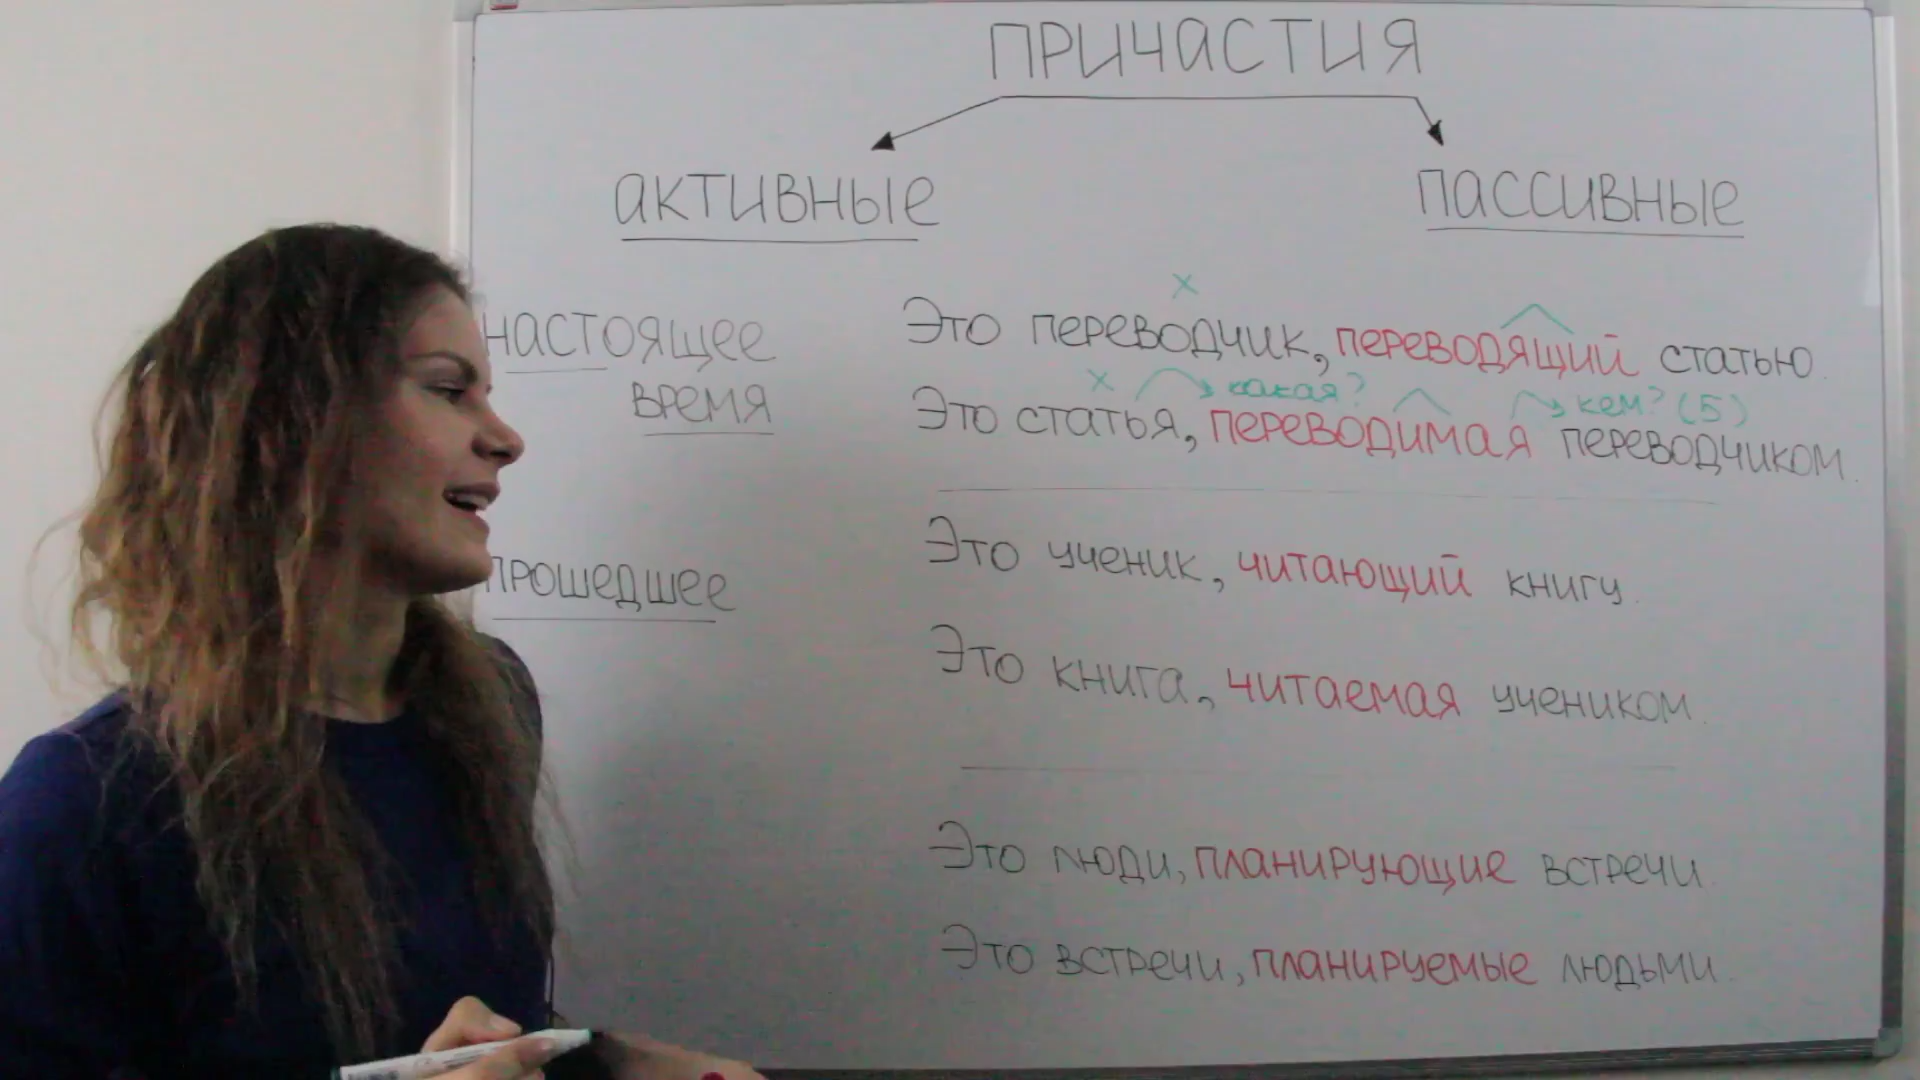 ПРИЧАСТИЯ
активные пассивные
настоящее
время
прошедшее
х
Это переводчик, переводящий статью.
х какая? кем? (5)
Это статья, переводимая переводчиком.
Это ученик, читающий книгу.
Это книга, читаемая учеником.
Это люди, планирующие встречи.
Это встречи, планируемые людьми.